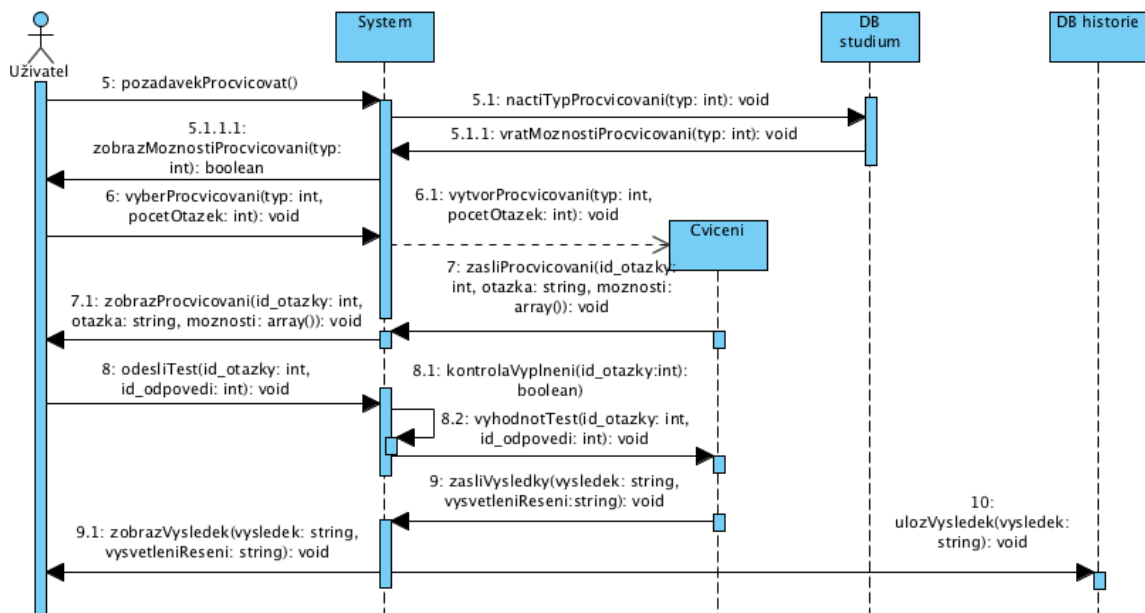 System
DB
studium
DB historie
Uživatel
5: pozadavekProcvicovat()
5.1: nactiTypProcvicovani(typ: int): void
5.1.1: vratMoznostiProcvicovani(typ: int): void
5.1.1.1:
zobrazMoznostiProcvicovani(typ:
int): boolean
6: vyberProcvicovani(typ: int,
pocetOtazek: int): void
6.1: vytvorProcvicovani(typ: int,
pocetOtazek: int): void
Cviceni
7: zasliProcvicovani(id_otazky:
int, otazka: string, moznosti:
array()): void
7.1: zobrazProcvicovani(id_otazky: int,
otazka: string, moznosti: array()): void
8: odesliTest(id_otazky: int,
id_odpovedi: int): void
8.1: kontrolaVyplneni(id_otazky:int):
boolean)
8.2: vyhodnotTest(id_otazky: int,
id_odpovedi: int): void
9: zasliVysledky(vysledek: string,
vysvetleniReseni:string): void
9.1: zobrazVysledek(vysledek: string,
vysvetleniReseni: string): void
10:
ulozVysledek(vysledek:
string): void